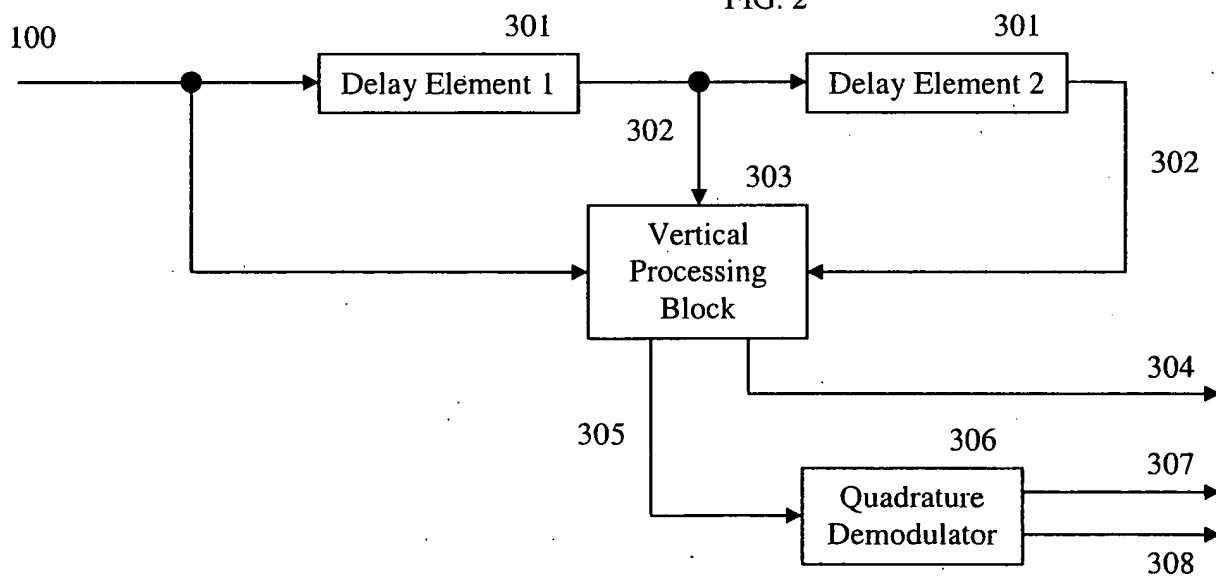 FIG. 2
100
301
301
Delay Element 1
Delay Element 2
302
302
303
Vertical
Processing
Block
304
305
306
307
Quadrature
Demodulator
308